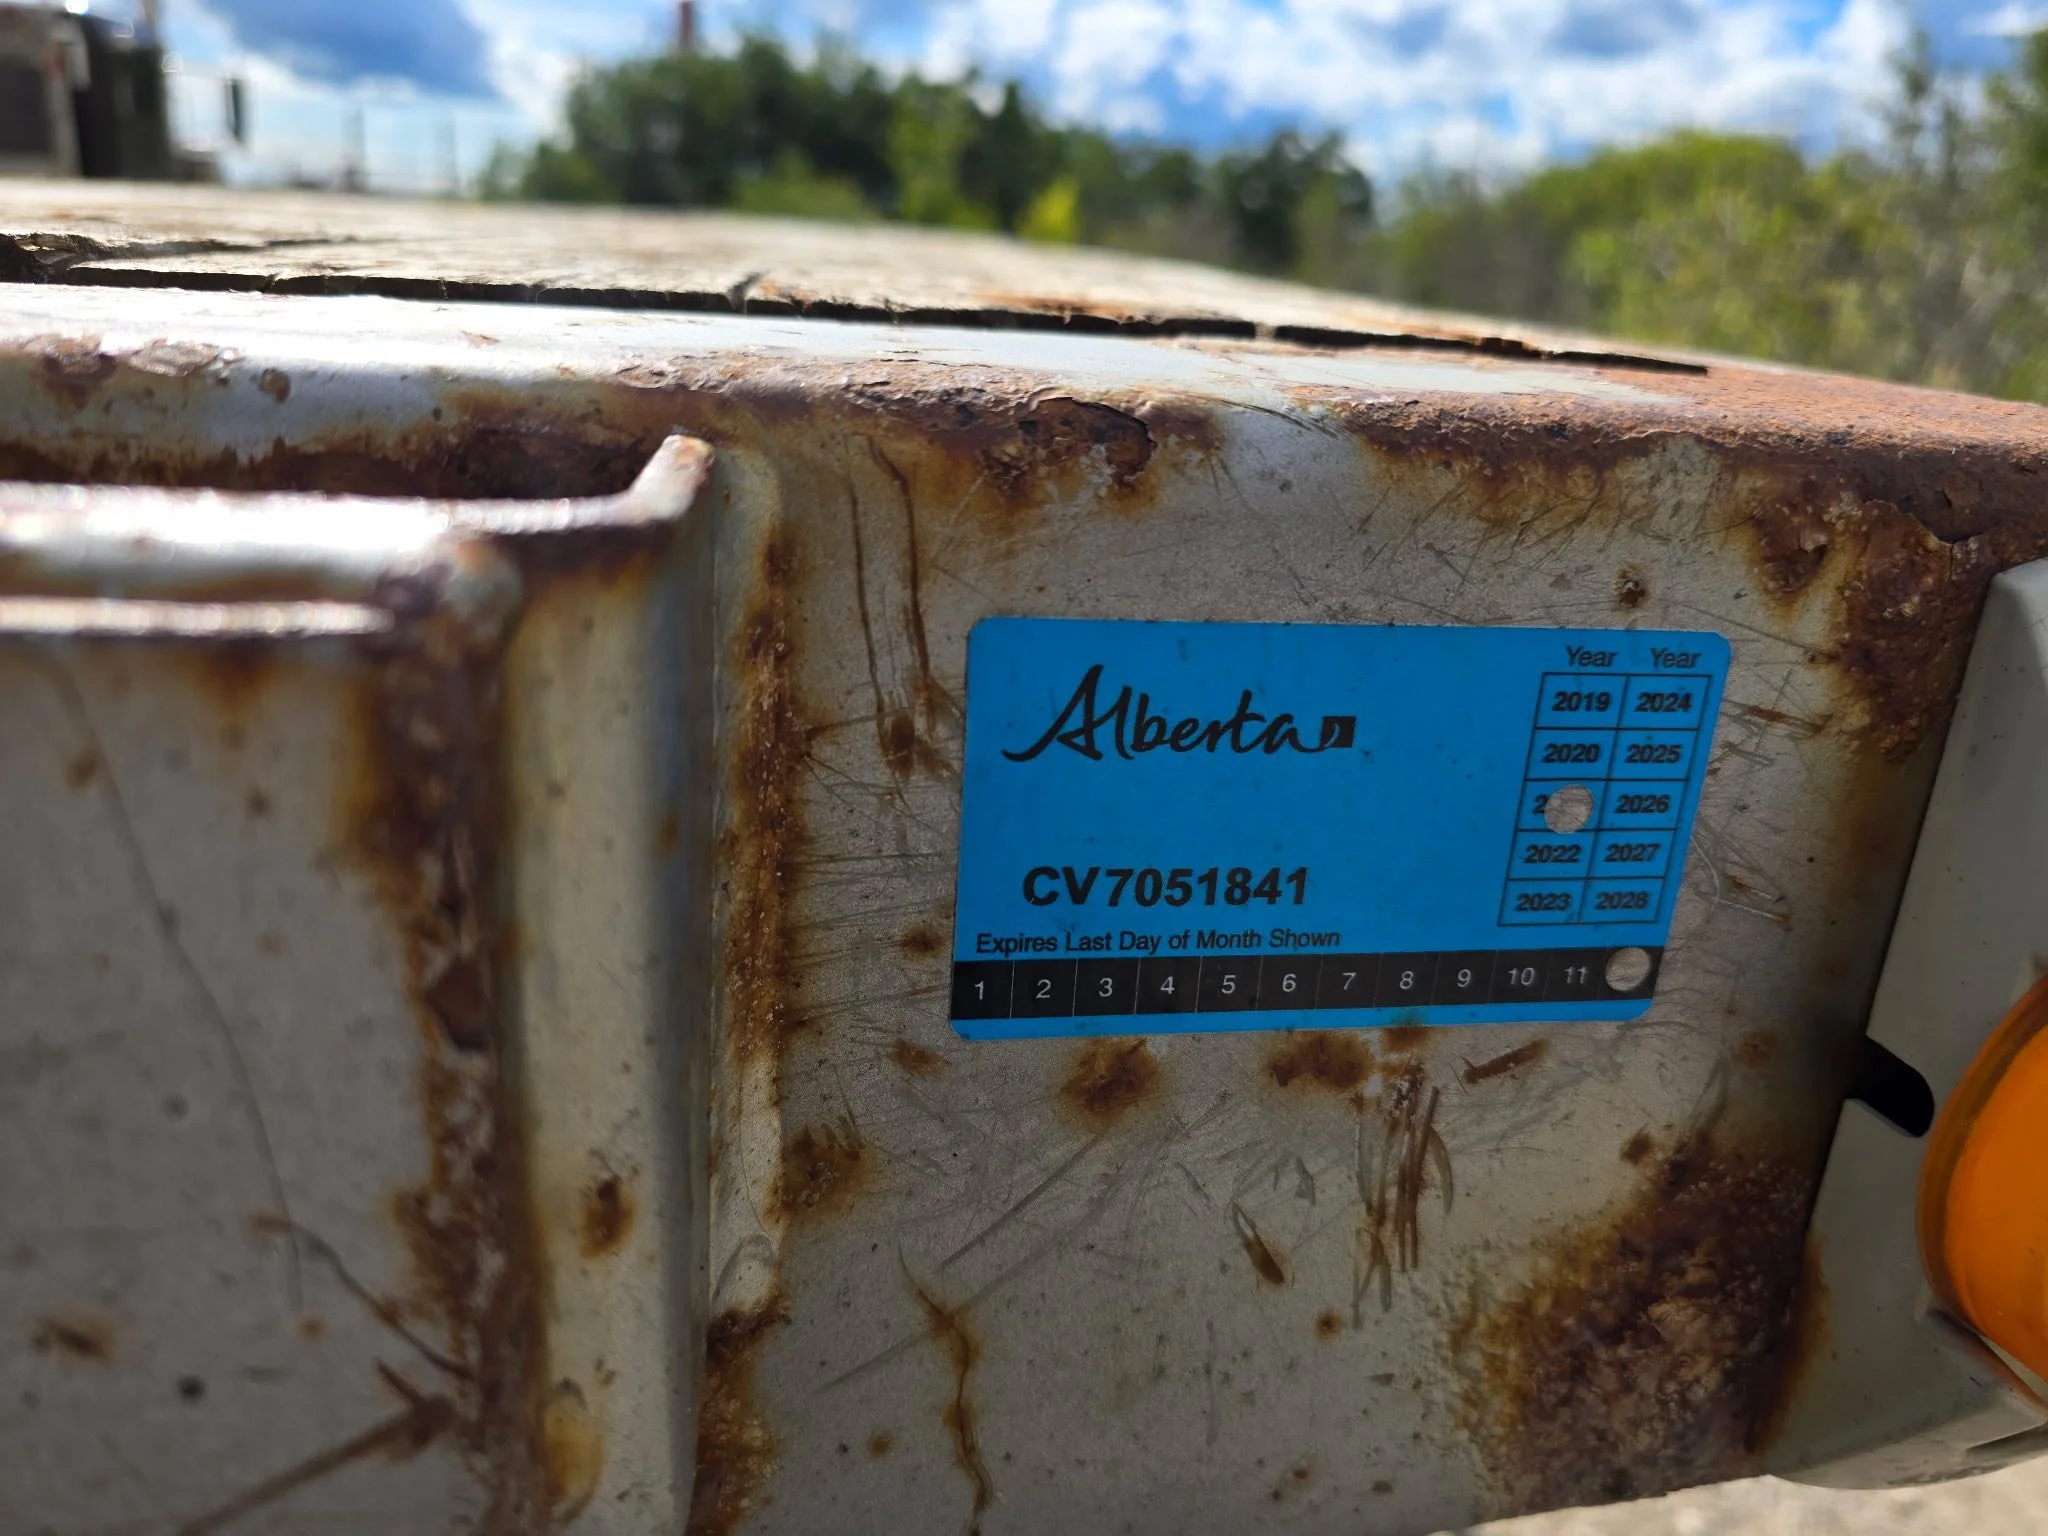 Alberta
Year Year
2019 2024
2020 2025
2 2026
2022 2027
2023 2028
CV7051841
Expires Last Day of Month Shown
1 2 3 4 5 6 7 8 9 10 11